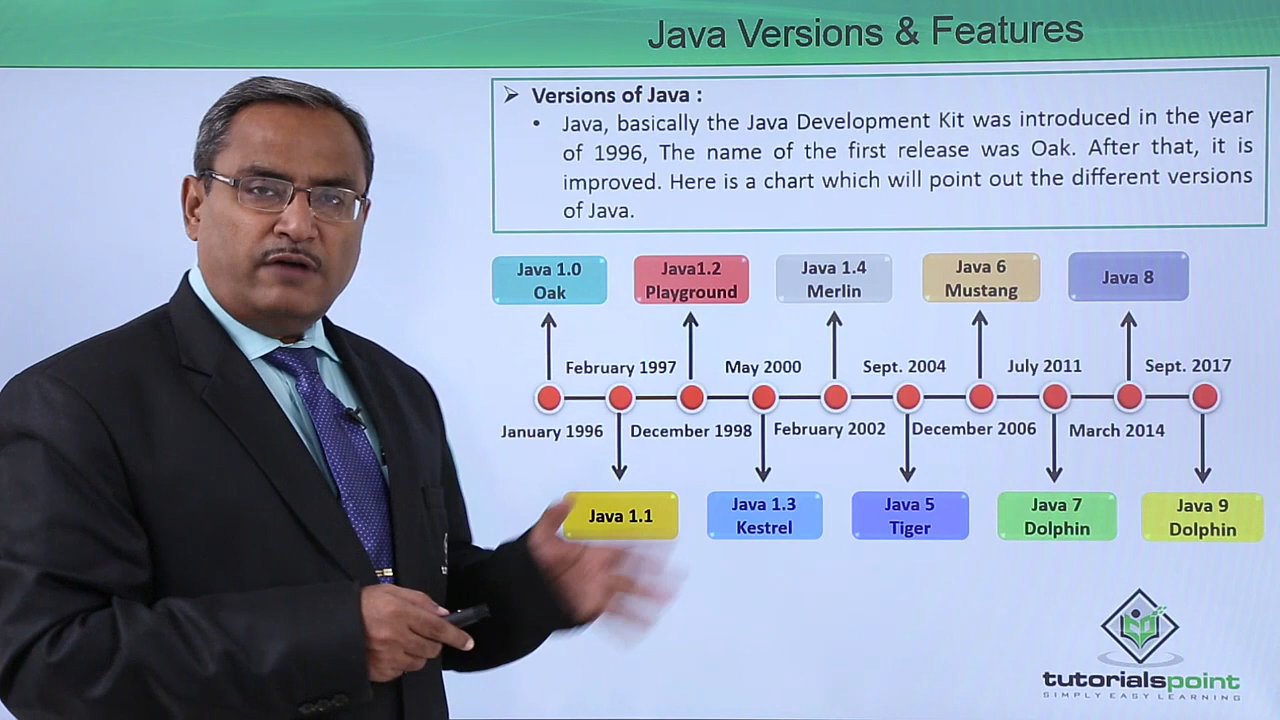 Java Versions & Features
➢ Versions of Java :
• Java, basically the Java Development Kit was introduced in the year
of 1996, The name of the first release was Oak. After that, it is
improved. Here is a chart which will point out the different versions
of Java.
Java 1.0
Oak
Java1.2
Playground
Java 1.4
Merlin
Java 6
Mustang
Java 8
February 1997
May 2000
Sept. 2004
July 2011
Sept. 2017
January 1996
December 1998
February 2002
December 2006
March 2014
Java 1.1
Java 1.3
Kestrel
Java 5
Tiger
Java 7
Dolphin
Java 9
Dolphin
tutorialspoint
SIMPLY EASY LEARNING